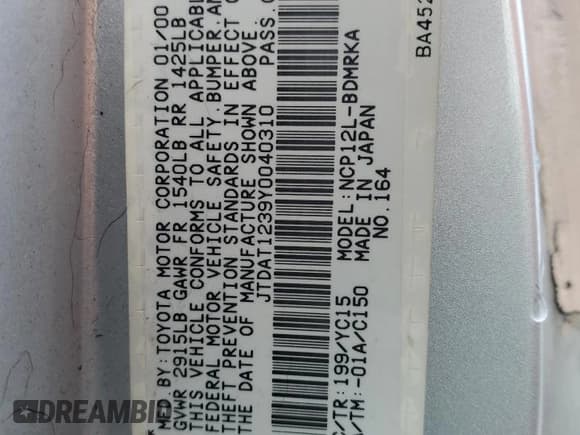 MFD BY:TOYOTA MOTOR CORPORATION 01/00
GVWR 2915LB GAWR FR 1540LB RR 1425LB
THIS VEHICLE CONFORMS TO ALL APPLICABLE
FEDERAL MOTOR VEHICLE SAFETY,BUMPER,AND
THEFT PREVENTION STANDARDS IN EFFECT
THE DATE OF MANUFACTURE SHOWN ABOVE.
JTDAT1239Y0040310 PASS.
C/TR:199/YC15 MODEL:NCP12L-BDMRKA
A/TM:-01A/C150 MADE IN JAPAN
NO.164
BA452
DREAMBID